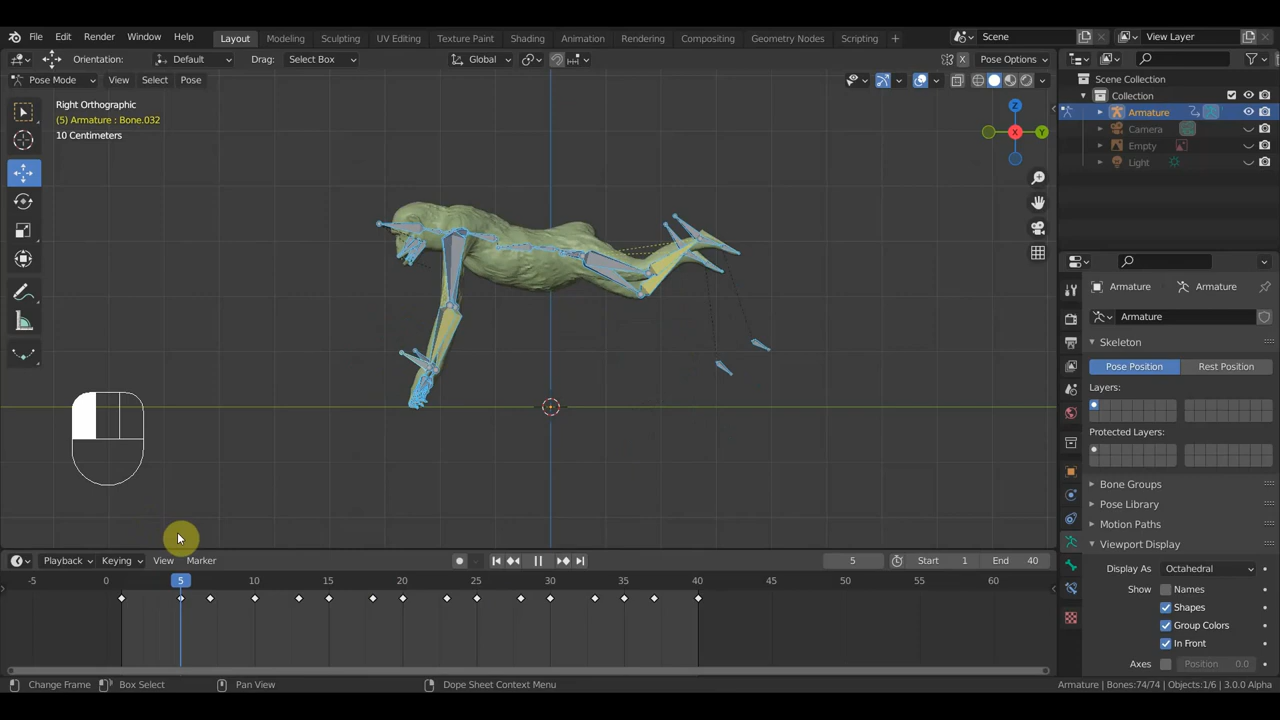 File Edit Render Window Help Layout Modeling Sculpting UV Editing Texture Paint Shading Animation Rendering Compositing Geometry Nodes Scripting + Scene View Layer
Orientation: Default Drag: Select Box Global X Pose Options
Pose Mode View Select Pose
Right Orthographic
(5) Armature : Bone.032
10 Centimeters
Z
X
Y
Scene Collection
Collection
Armature
Camera
Empty
Light
Armature Armature
Armature
Skeleton
Pose Position Rest Position
Layers:
Protected Layers:
Bone Groups
Pose Library
Motion Paths
Viewport Display
Display As Octahedral
Show Names
Shapes
Group Colors
In Front
Axes Position 0.0
Playback Keying View Marker 5 Start 1 End 40
-5 0 5 10 15 20 25 30 35 40 45 50 55 60
Change Frame Box Select Pan View Dope Sheet Context Menu Armature | Bones:74/74 | Objects:1/6 | 3.0.0 Alpha